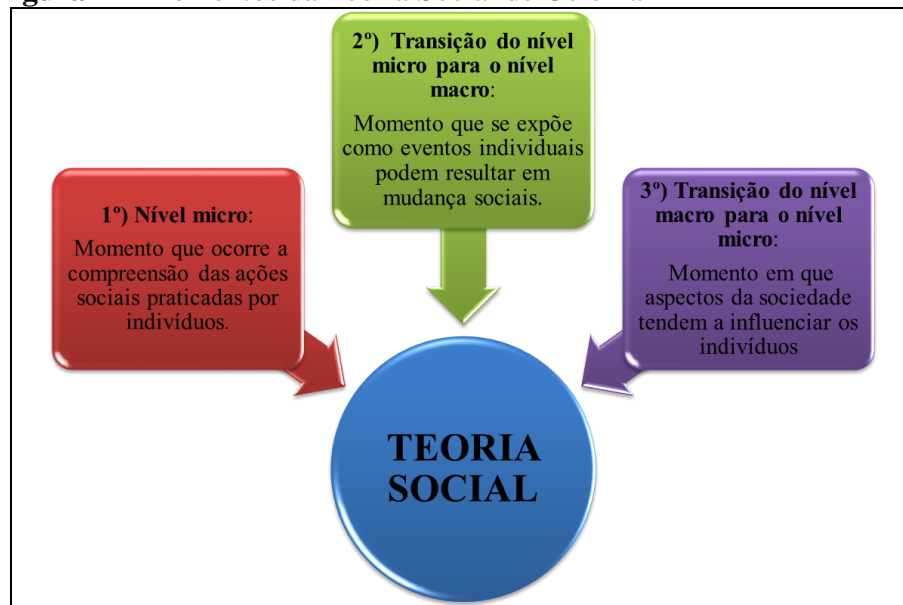 1º) Nível micro:
Momento que ocorre a
compreensão das ações
sociais praticadas por
indivíduos.
2º) Transição do nível
micro para o nível
macro:
Momento que se expõe
como eventos individuais
podem resultar em
mudança sociais.
3º) Transição do nível
macro para o nível
micro:
Momento em que
aspectos da sociedade
tendem a influenciar os
indivíduos
TEORIA
SOCIAL